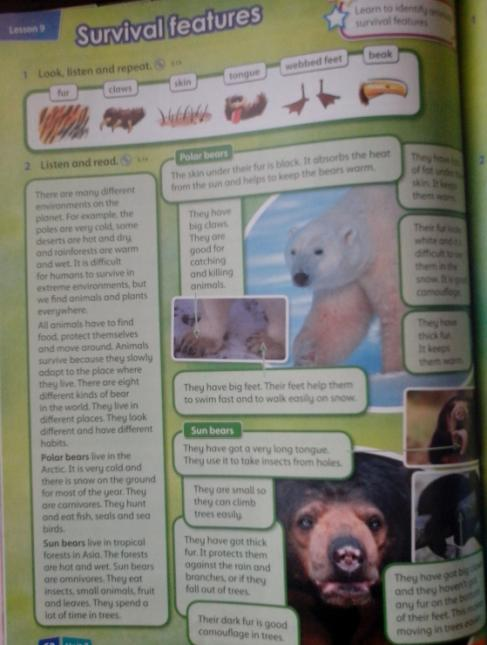 Lesson 9
Survival features
Learn to identify
survival features
1 Look, listen and repeat.
fur
claws
skin
tongue
webbed feet
beak
2 Listen and read.
There are many different
environments on the
planet. For example, the
poles are very cold, some
deserts are hot and dry,
and rainforests are warm
and wet. It is difficult
for humans to survive in
extreme environments, but
we find animals and plants
everywhere.
All animals have to find
food, protect themselves
and move around. Animals
survive because they slowly
adapt to the place where
they live. There are eight
different kinds of bear
in the world. They live in
different places. They look
different and have different
habits.
Polar bears live in the
Arctic. It is very cold and
there is snow on the ground
for most of the year. They
are carnivores. They hunt
and eat fish, seals and sea
birds.
Sun bears live in tropical
forests in Asia. The forests
are hot and wet. Sun bears
are omnivores. They eat
insects, small animals, fruit
and leaves. They spend a
lot of time in trees.
Polar bears
The skin under their fur is black. It absorbs the heat
from the sun and helps to keep the bears warm.
They have
of fat under
skin. It keeps
them warm.
They have
big claws.
They are
good for
catching
and killing
animals.
Their fur
white and
difficult to
them in the
snow. It is
camouflage.
They have
thick fur.
It keeps
them warm.
They have big feet. Their feet help them
to swim fast and to walk easily on snow.
Sun bears
They have got a very long tongue.
They use it to take insects from holes.
They are small so
they can climb
trees easily.
They have got thick
fur. It protects them
against the rain and
branches, or if they
fall out of trees.
Their dark fur is good
camouflage in trees.
They have got big
and they haven't got
any fur on the
of their feet. This
moving in trees